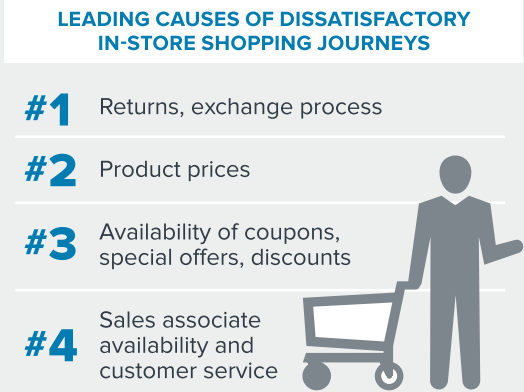 LEADING CAUSES OF DISSATISFACTORY
IN-STORE SHOPPING JOURNEYS
#1 Returns, exchange process
#2 Product prices
#3 Availability of coupons,
special offers, discounts
#4 Sales associate
availability and
customer service